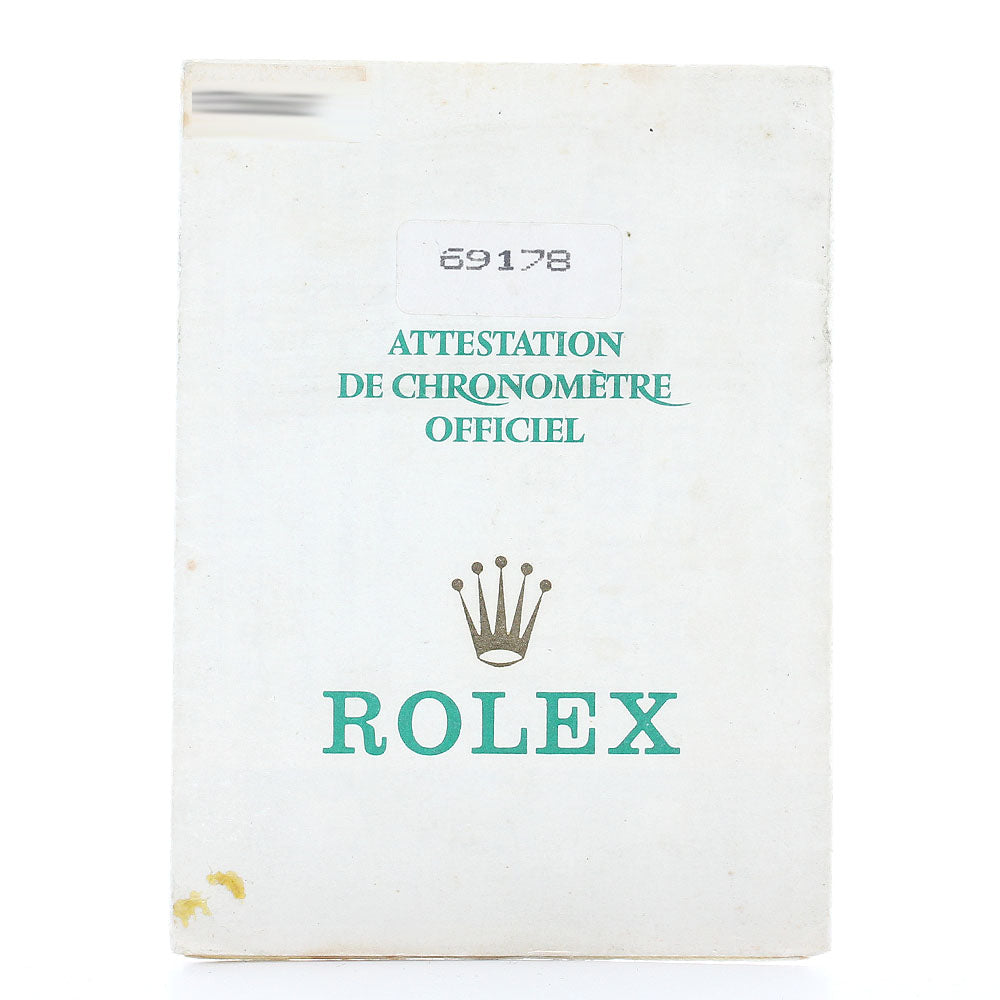 69178
ATTESTATION
DE CHRONOMÈTRE
OFFICIEL
ROLEX